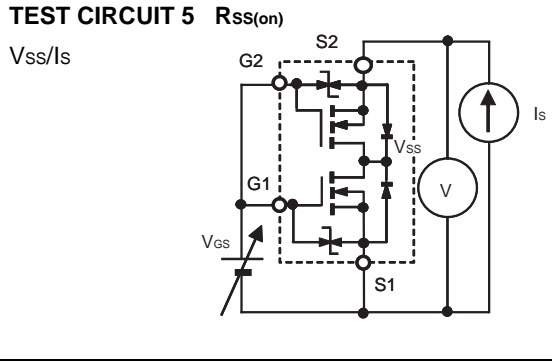 TEST CIRCUIT 5 RSS(on)
VSS/IS
S2
G2
IS
VSS
G1
V
VGS
S1